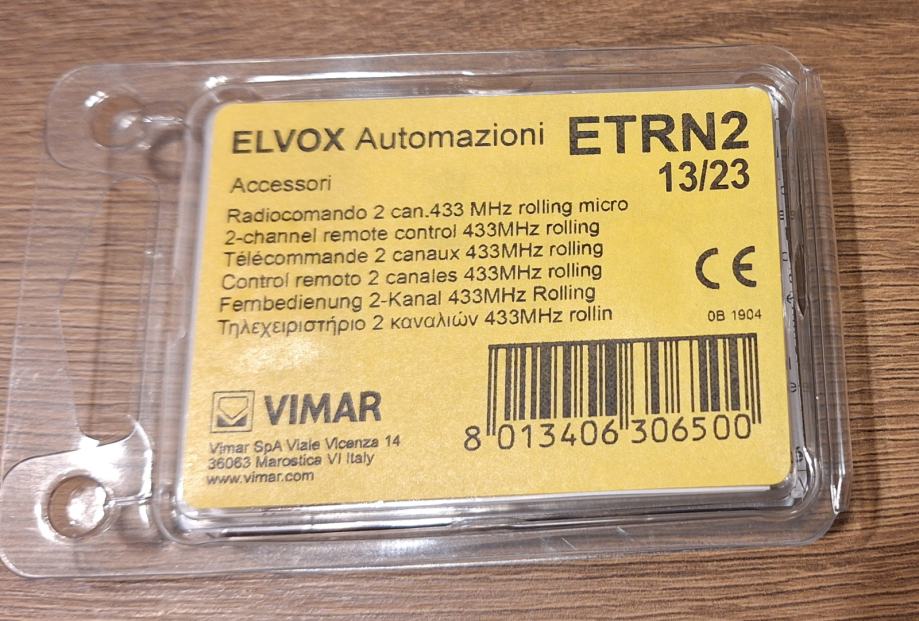 ELVOX Automazioni ETRN2
13/23
Accessori
Radiocomando 2 can.433 MHz rolling micro
2-channel remote control 433MHz rolling
Télécommande 2 canaux 433MHz rolling
Control remoto 2 canales 433MHz rolling
Fernbedienung 2-Kanal 433MHz Rolling
Τηλεχειριστήριο 2 καναλιών 433MHz rollin
CE
0B 1904
VIMAR
Vimar SpA Viale Vicenza 14
36063 Marostica VI Italy
www.vimar.com
8 013406 306500